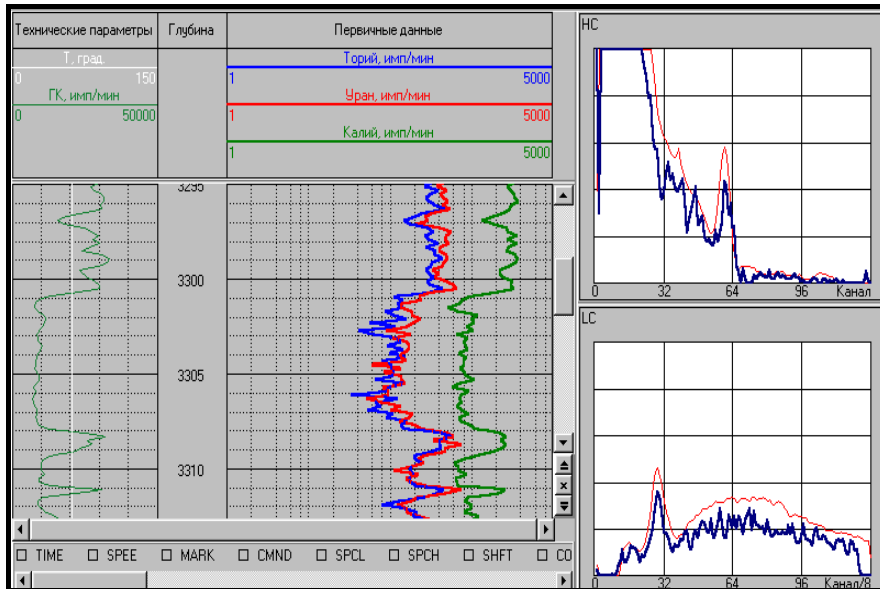 Технические параметры
Глубина
Первичные данные
Т, град.
0 150
ГК, имп/мин
0 50000
Торий, имп/мин
1 5000
Уран, имп/мин
1 5000
Калий, имп/мин
1 5000
3295
3300
3305
3310
TIME SPEE MARK CMND SPCL SPCH SHFT CO
HC
0 32 64 96 Канал
LC
0 32 64 96 Канал/8